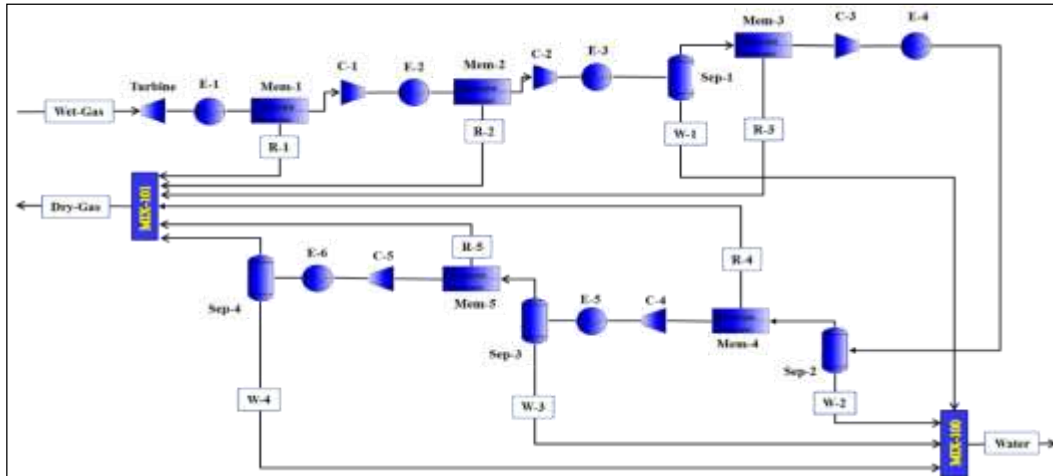 Mem-3
C-3
E-4
C-2
E-3
Mem-2
C-1
E-2
Sep-1
Turbine
E-1
Mem-1
Wet-Gas
R-1
R-2
W-1
R-3
Dry-Gas
MIX-101
R-5
R-4
E-6
C-5
Mem-5
Sep-4
E-5
C-4
Mem-4
Sep-3
Sep-2
W-4
W-3
W-2
MIX-100
Water